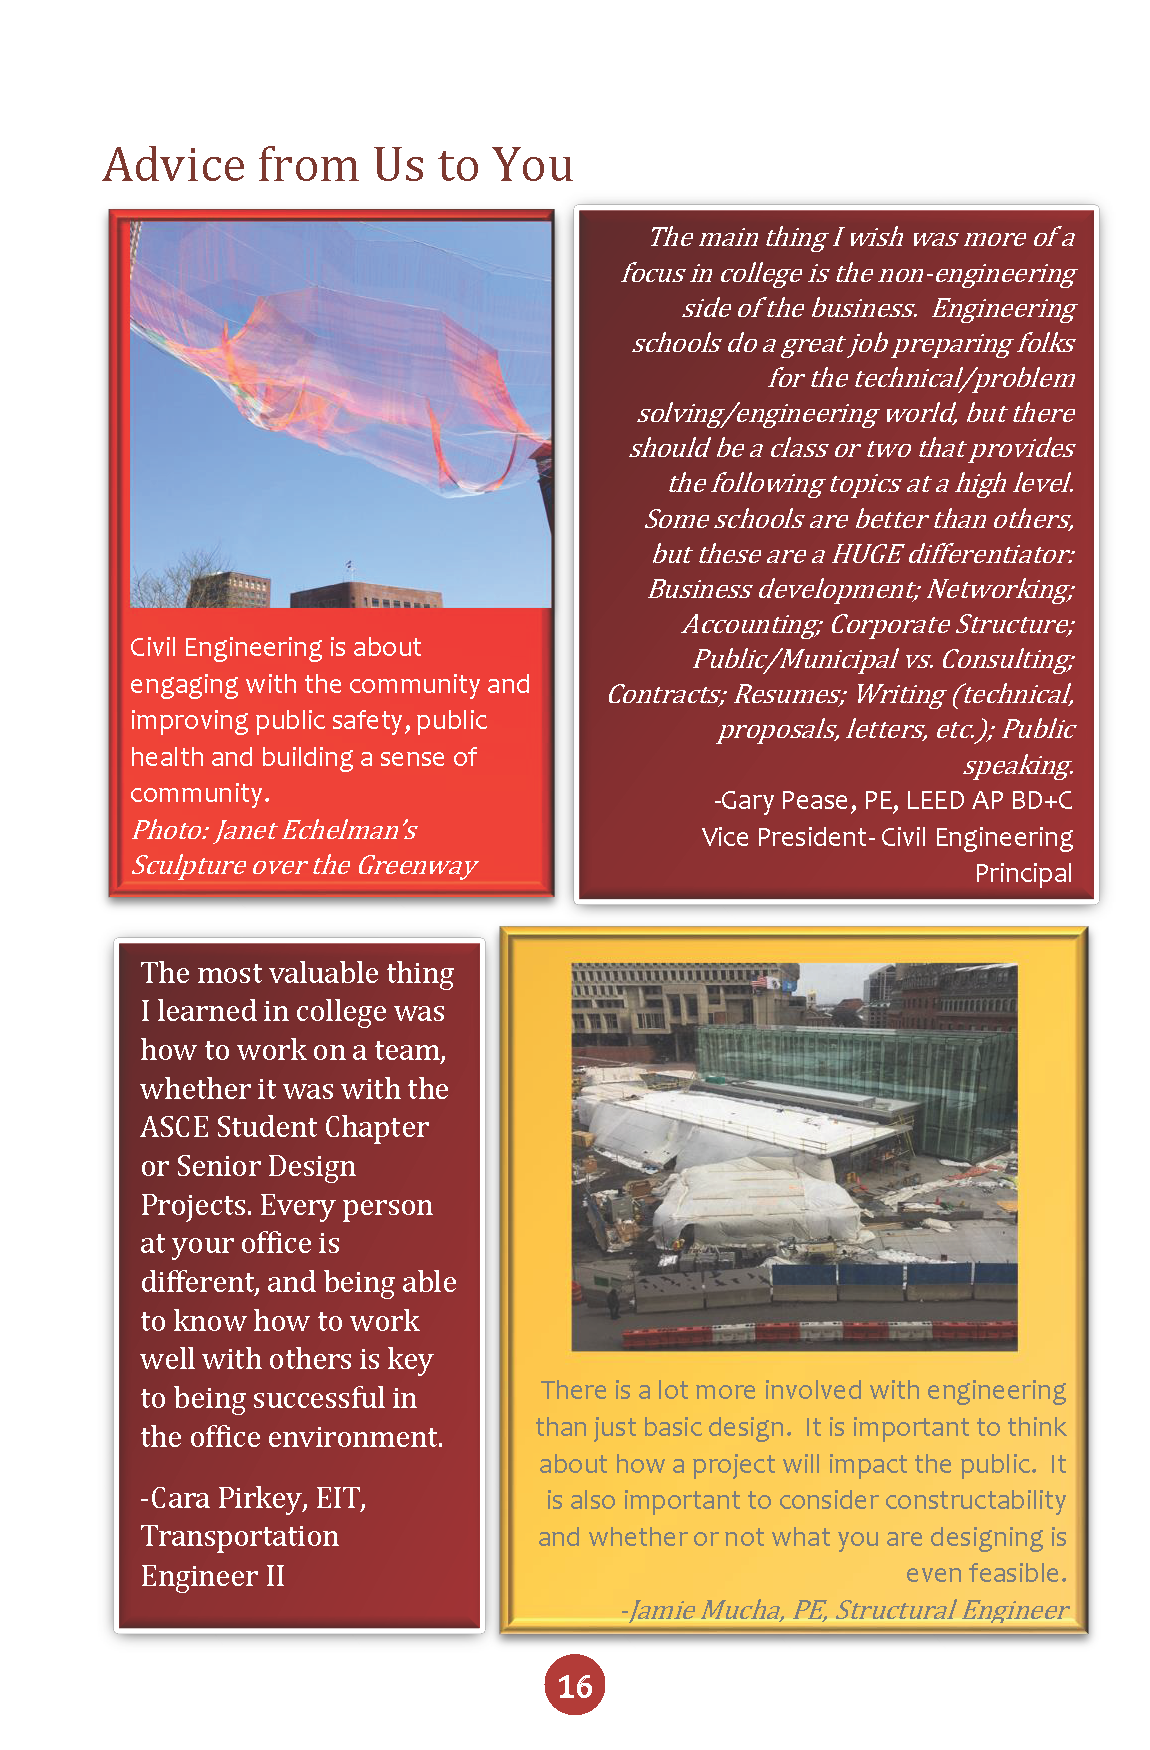 Advice from Us to You
Civil Engineering is about
engaging with the community and
improving public safety, public
health and building a sense of
community.
Photo: Janet Echelman’s
Sculpture over the Greenway
The main thing I wish was more of a
focus in college is the non-engineering
side of the business.  Engineering
schools do a great job preparing folks
for the technical/problem
solving/engineering world, but there
should be a class or two that provides
the following topics at a high level.
Some schools are better than others,
but these are a HUGE differentiator:
Business development; Networking;
Accounting; Corporate Structure;
Public/Municipal vs. Consulting;
Contracts; Resumes; Writing (technical,
proposals, letters, etc.); Public
speaking.
-Gary Pease, PE, LEED AP BD+C
Vice President- Civil Engineering
Principal
The most valuable thing
I learned in college was
how to work on a team,
whether it was with the
ASCE Student Chapter
or Senior Design
Projects. Every person
at your office is
different, and being able
to know how to work
well with others is key
to being successful in
the office environment.
-Cara Pirkey, EIT,
Transportation
Engineer II
There is a lot more involved with engineering
than just basic design.  It is important to think
about how a project will impact the public.  It
is also important to consider constructability
and whether or not what you are designing is
even feasible.
-Jamie Mucha, PE, Structural Engineer
16